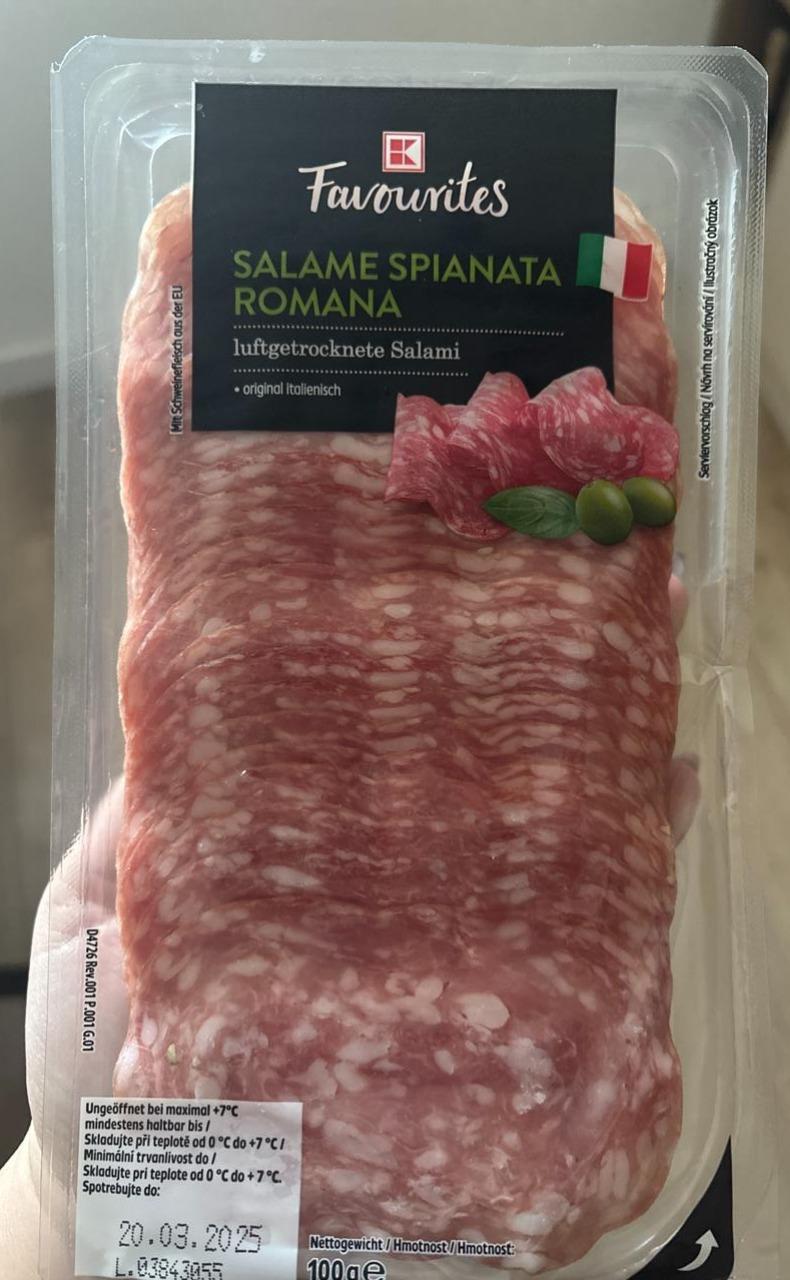 K
Favourites
SALAME SPIANATA
ROMANA
luftgetrocknete Salami
• original italienisch
Mit Schweinefleisch aus der EU
Serviervorschlag / Návrh na servírování / Ilustračný obrázok
D4726 Rev.001 P.001 G.01
Ungeöffnet bei maximal +7°C
mindestens haltbar bis /
Skladujte při teplotě od 0 °C do +7 °C /
Minimální trvanlivost do /
Skladujte pri teplote od 0 °C do + 7 °C.
Spotrebujte do:
20.03.2025
L.03843055
Nettogewicht / Hmotnost / Hmotnosť:
100 g e